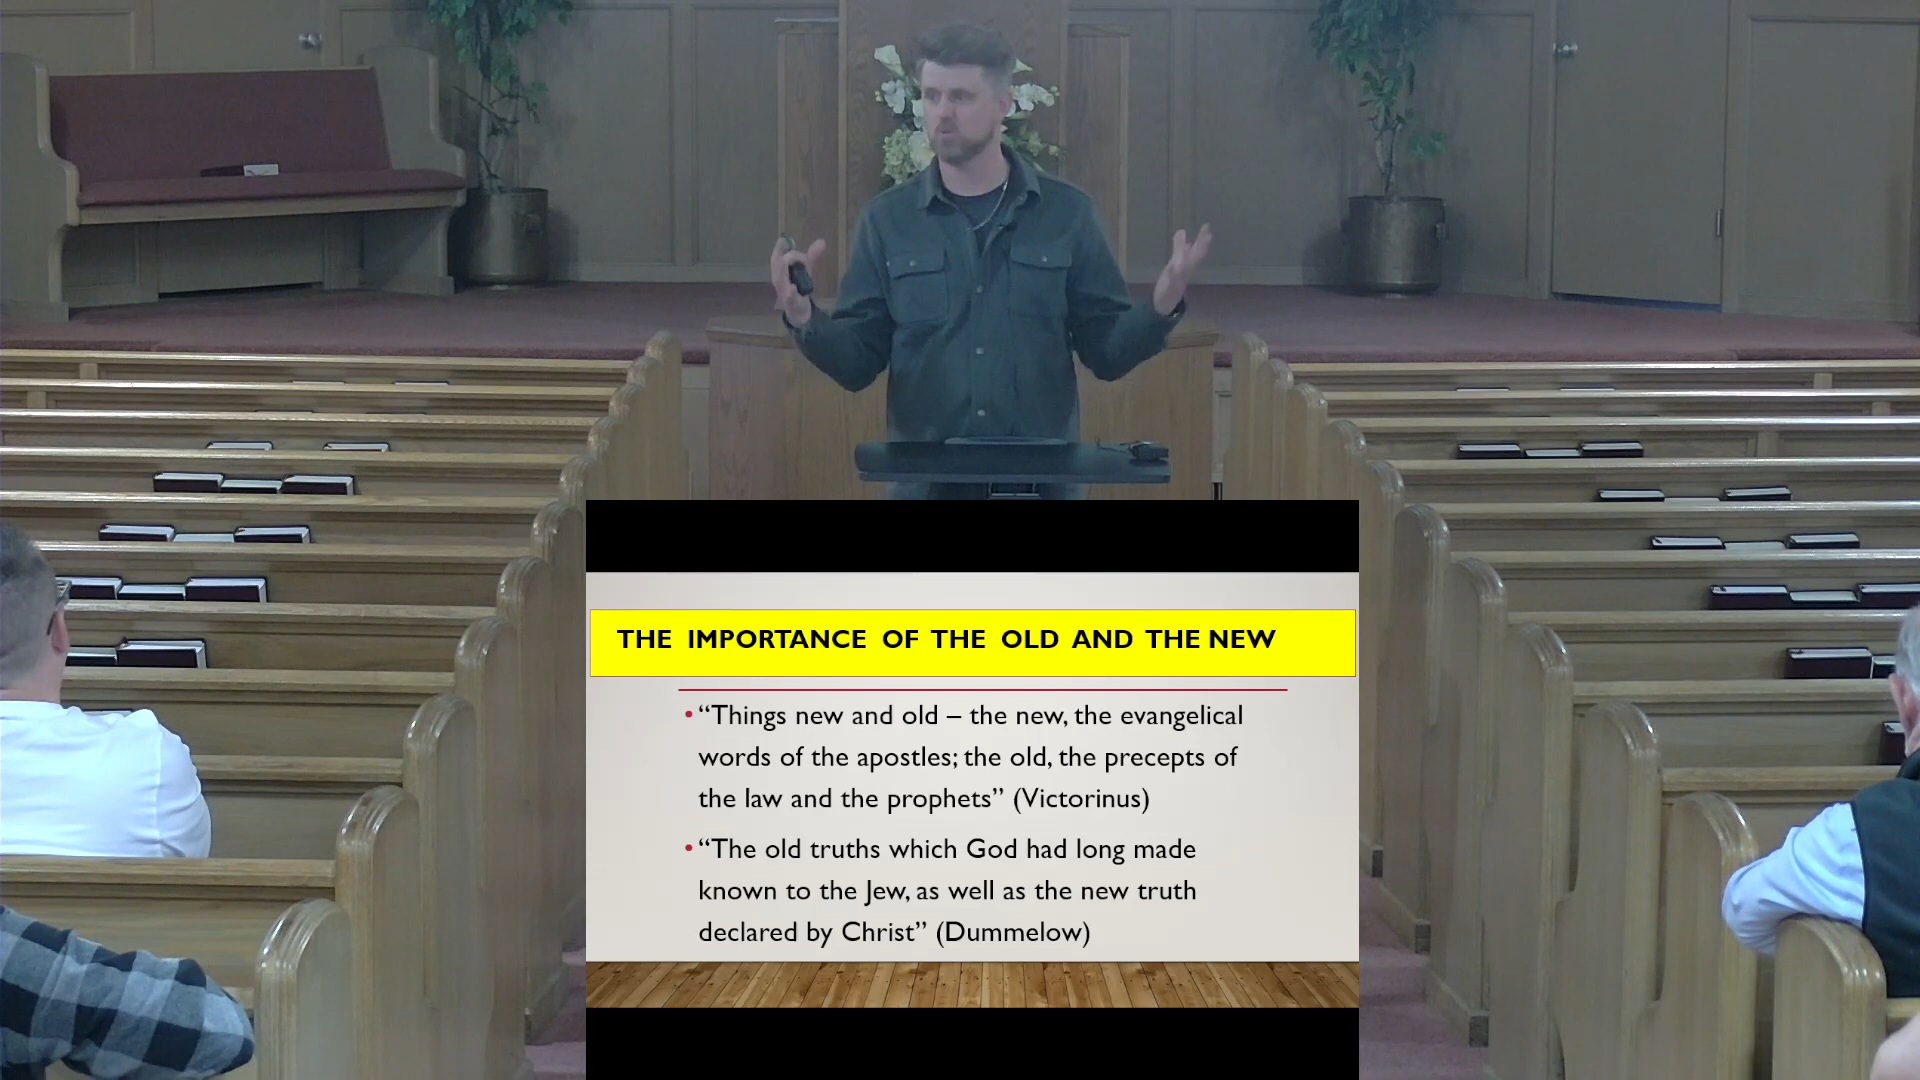 THE IMPORTANCE OF THE OLD AND THE NEW
• “Things new and old – the new, the evangelical
words of the apostles; the old, the precepts of
the law and the prophets” (Victorinus)
• “The old truths which God had long made
known to the Jew, as well as the new truth
declared by Christ” (Dummelow)